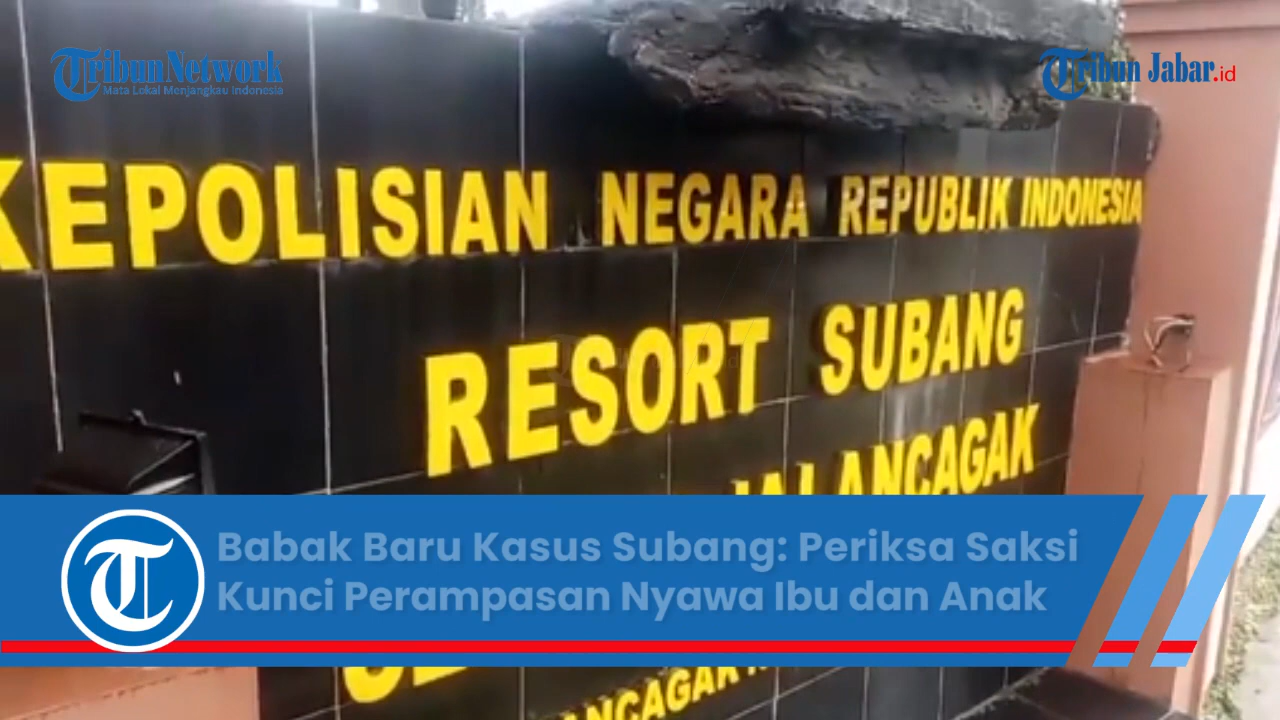 TribunNetwork
Mata Lokal Menjangkau Indonesia
Tribun Jabar.id
KEPOLISIAN NEGARA REPUBLIK INDONESIA
RESORT SUBANG
JALANCAGAK
Babak Baru Kasus Subang: Periksa Saksi
Kunci Perampasan Nyawa Ibu dan Anak